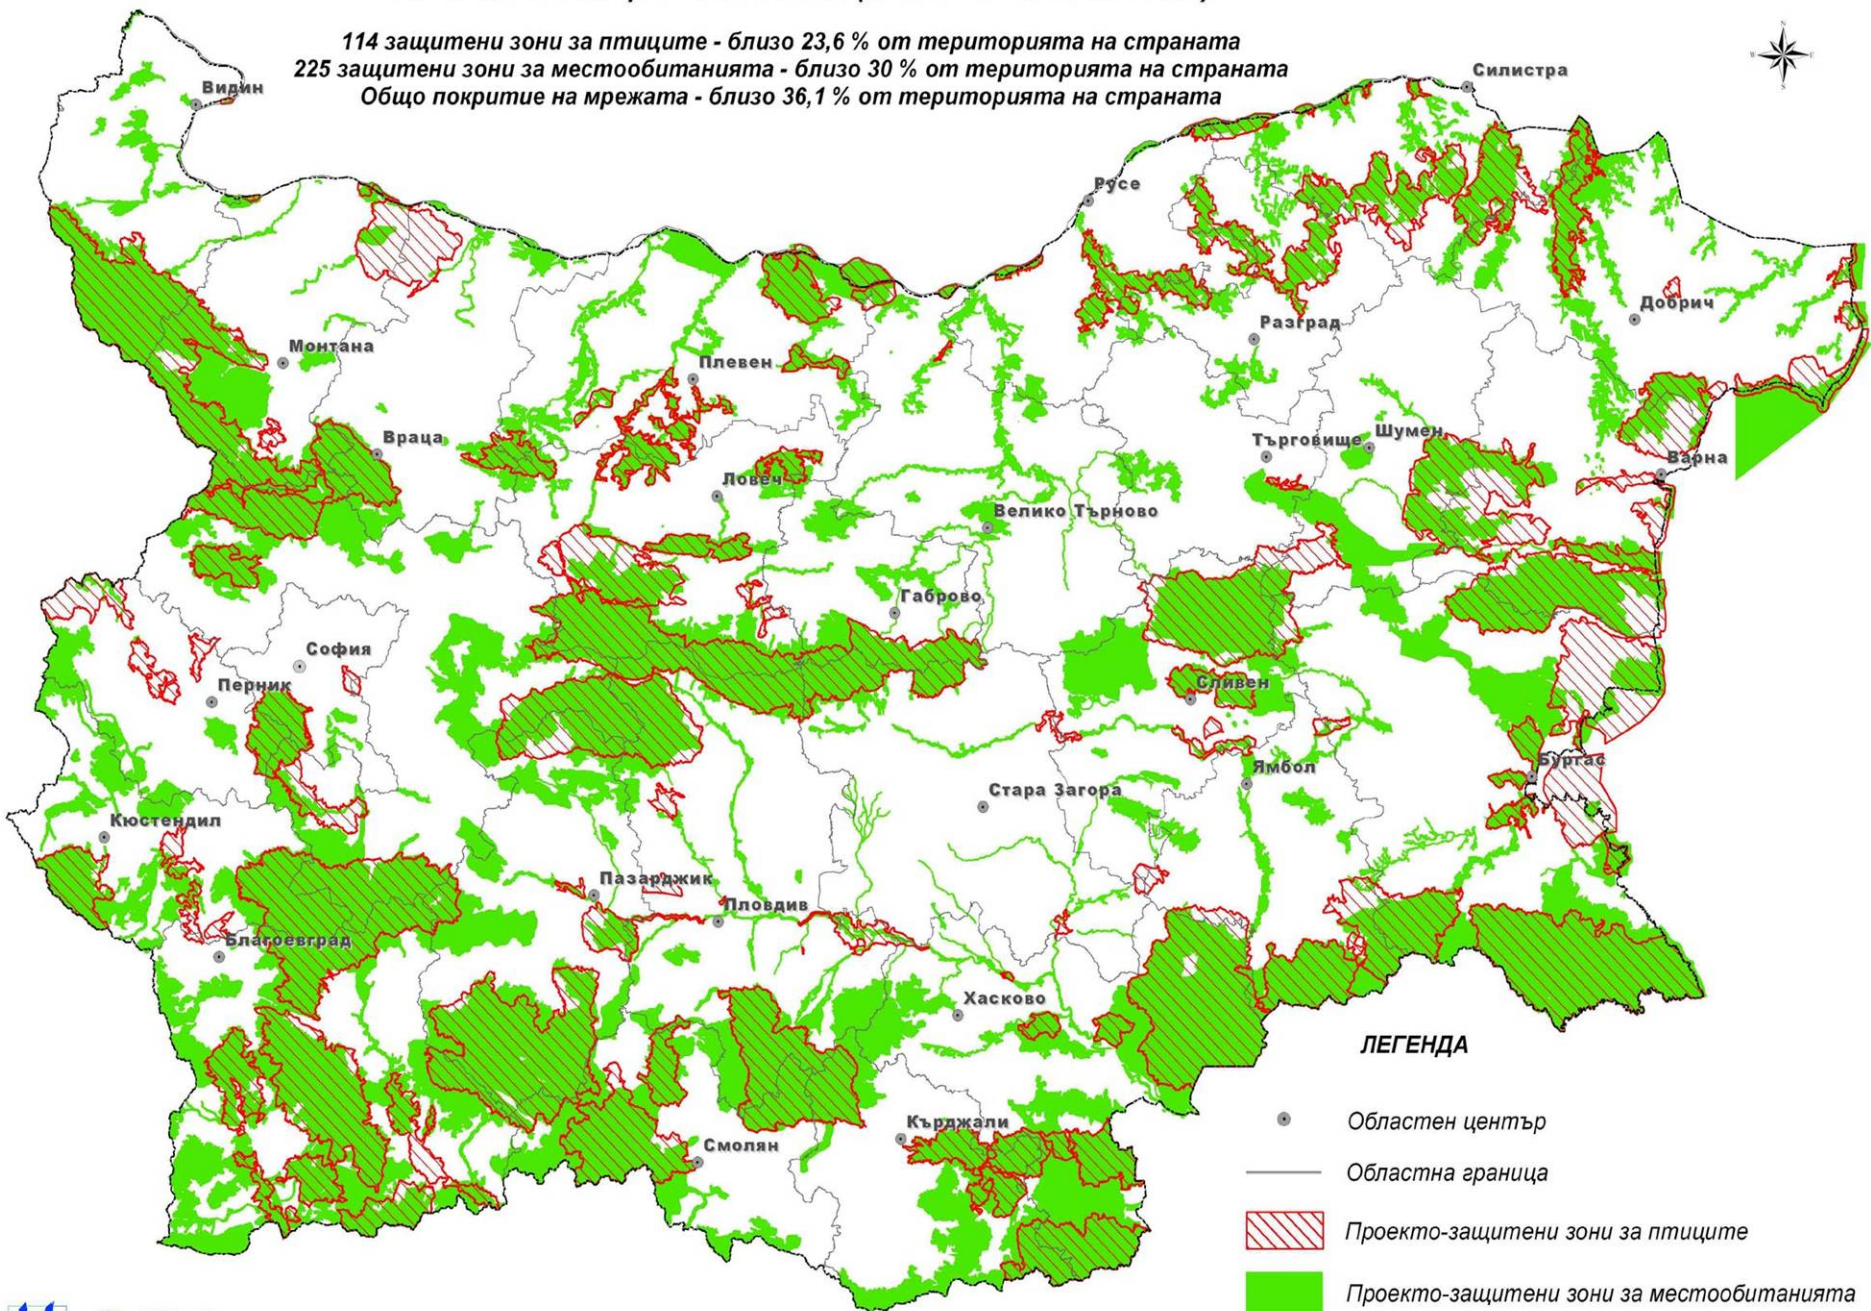 114 защитени зони за птиците - близо 23,6 % от територията на страната
225 защитени зони за местообитанията - близо 30 % от територията на страната
Общо покритие на мрежата - близо 36,1 % от територията на страната
N
W
E
S
Силистра
Видин
Русе
Добрич
Разград
Монтана
Плевен
Враца
Търговище
Шумен
Варна
Ловеч
Велико Търново
Габрово
София
Перник
Сливен
Бургас
Ямбол
Стара Загора
Кюстендил
Пазарджик
Пловдив
Благоевград
Хасково
Кърджали
Смолян
ЛЕГЕНДА
Областен център
Областна граница
Проекто-защитени зони за птиците
Проекто-защитени зони за местообитанията